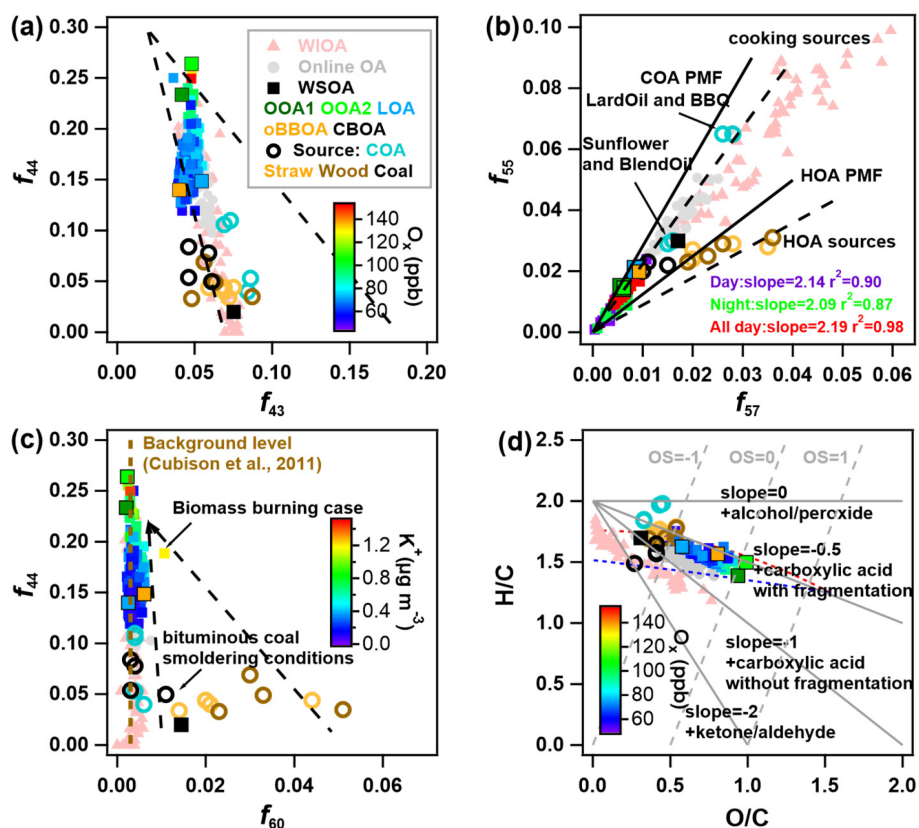 (a)
0.30
0.25
0.20
0.15
0.10
0.05
0.00
f44
WIOA
Online OA
WSOA
OOA1 OOA2 LOA
oBBOA CBOA
Source: COA
Straw Wood Coal
140
120
100
80
60
Ox (ppb)
0.00 0.05 0.10 0.15 0.20
f43
(b)
0.10
0.08
0.06
0.04
0.02
0.00
f55
cooking sources
COA PMF
LardOil and BBQ
Sunflower
and BlendOil
HOA PMF
HOA sources
Day:slope=2.14 r²=0.90
Night:slope=2.09 r²=0.87
All day:slope=2.19 r²=0.98
0.00 0.01 0.02 0.03 0.04 0.05
f57
(c)
0.30
0.25
0.20
0.15
0.10
0.05
0.00
f44
Background level
(Cubison et al., 2011)
Biomass burning case
1.2
0.8
0.4
0.0
K⁺(μg m⁻³)
bituminous coal
smoldering conditions
0.00 0.02 0.04 0.06
f60
(d)
2.5
2.0
1.5
1.0
0.5
0.0
H/C
OS=-1 OS=0 OS=1
slope=0
+alcohol/peroxide
slope=-0.5
+carboxylic acid
with fragmentation
slope=-1
+carboxylic acid
without fragmentation
slope=-2
+ketone/aldehyde
140
120
100
80
60
Ox (ppb)
0.0 0.5 1.0 1.5 2.0
O/C